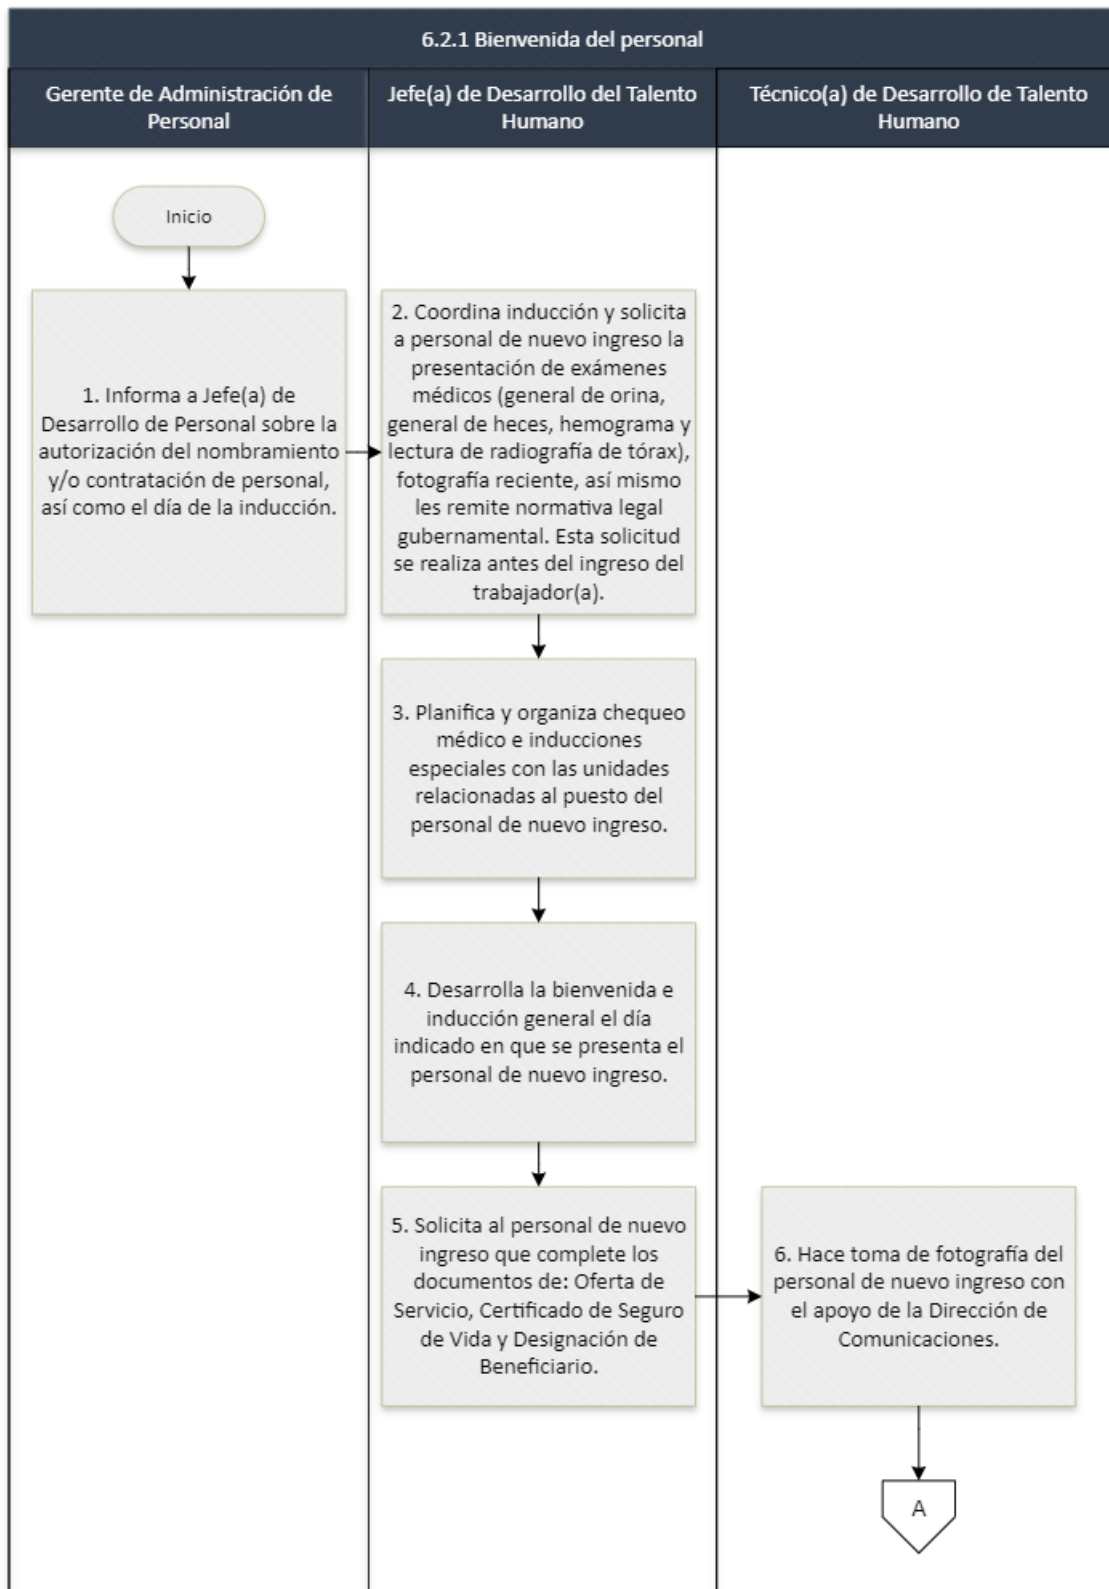 6.2.1 Bienvenida del personal
Gerente de Administración de
Personal
Jefe(a) de Desarrollo del Talento
Humano
Técnico(a) de Desarrollo de Talento
Humano
Inicio
1. Informa a Jefe(a) de
Desarrollo de Personal sobre la
autorización del nombramiento
y/o contratación de personal,
así como el día de la inducción.
2. Coordina inducción y solicita
a personal de nuevo ingreso la
presentación de exámenes
médicos (general de orina,
general de heces, hemograma y
lectura de radiografía de tórax),
fotografía reciente, así mismo
les remite normativa legal
gubernamental. Esta solicitud
se realiza antes del ingreso del
trabajador(a).
3. Planifica y organiza chequeo
médico e inducciones
especiales con las unidades
relacionadas al puesto del
personal de nuevo ingreso.
4. Desarrolla la bienvenida e
inducción general el día
indicado en que se presenta el
personal de nuevo ingreso.
5. Solicita al personal de nuevo
ingreso que complete los
documentos de: Oferta de
Servicio, Certificado de Seguro
de Vida y Designación de
Beneficiario.
6. Hace toma de fotografía del
personal de nuevo ingreso con
el apoyo de la Dirección de
Comunicaciones.
A